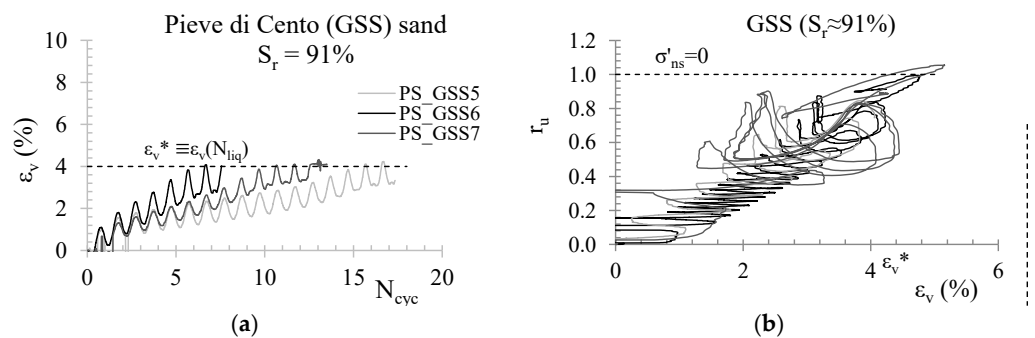 Pieve di Cento (GSS) sand
S_r = 91%
10
8
6
4
2
0
ε_v (%)
PS_GSS5
PS_GSS6
PS_GSS7
ε_v* ≡ε_v(N_liq)
0 5 10 15 20
N_cyc
(a)
GSS (S_r≈91%)
σ'_ns=0
1.2
1.0
0.8
0.6
0.4
0.2
0.0
r_u
0 2 4 6
ε_v*
ε_v (%)
(b)